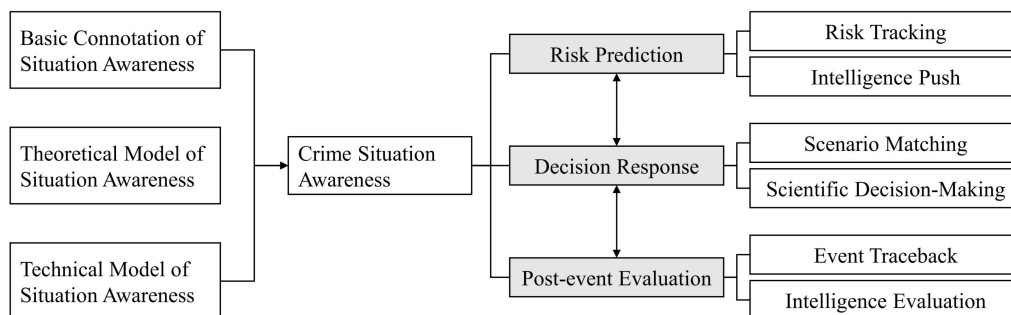 Basic Connotation of
Situation Awareness
Theoretical Model of
Situation Awareness
Technical Model of
Situation Awareness
Crime Situation
Awareness
Risk Prediction
Decision Response
Post-event Evaluation
Risk Tracking
Intelligence Push
Scenario Matching
Scientific Decision-Making
Event Traceback
Intelligence Evaluation